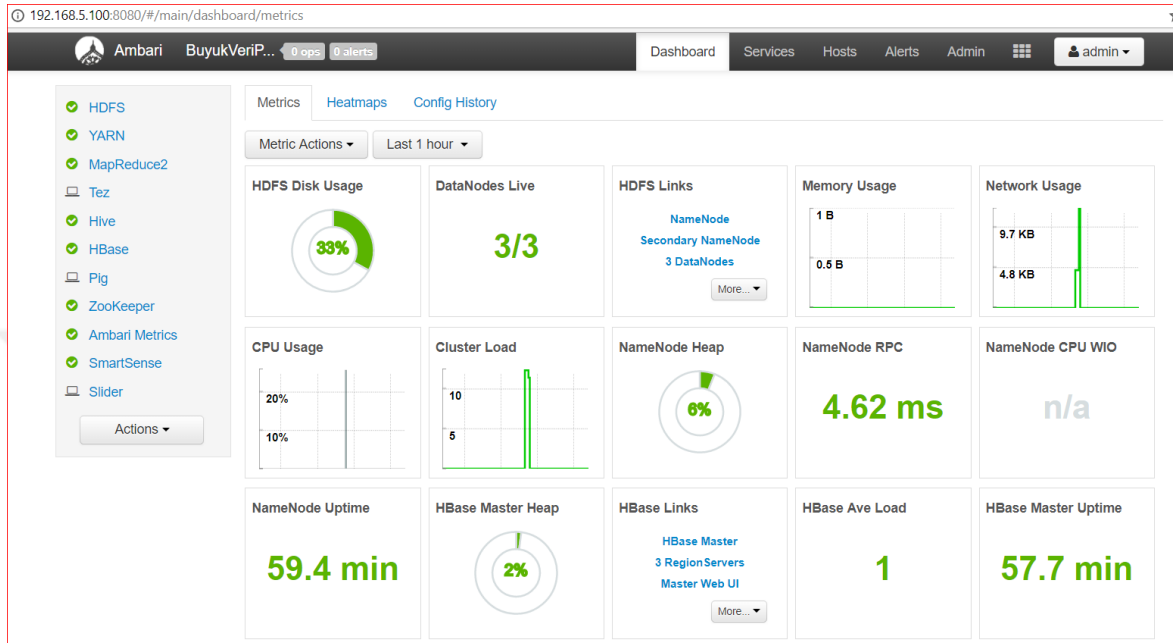 192.168.5.100:8080/#/main/dashboard/metrics
Ambari BuyukVeriP... 0 ops 0 alerts Dashboard Services Hosts Alerts Admin admin
HDFS
YARN
MapReduce2
Tez
Hive
HBase
Pig
ZooKeeper
Ambari Metrics
SmartSense
Slider
Actions
Metrics Heatmaps Config History
Metric Actions Last 1 hour
HDFS Disk Usage
33%
DataNodes Live
3/3
HDFS Links
NameNode
Secondary NameNode
3 DataNodes
More...
Memory Usage
1 B
0.5 B
Network Usage
9.7 KB
4.8 KB
CPU Usage
20%
10%
Cluster Load
10
5
NameNode Heap
6%
NameNode RPC
4.62 ms
NameNode CPU WIO
n/a
NameNode Uptime
59.4 min
HBase Master Heap
2%
HBase Links
HBase Master
3 RegionServers
Master Web UI
More...
HBase Ave Load
1
HBase Master Uptime
57.7 min